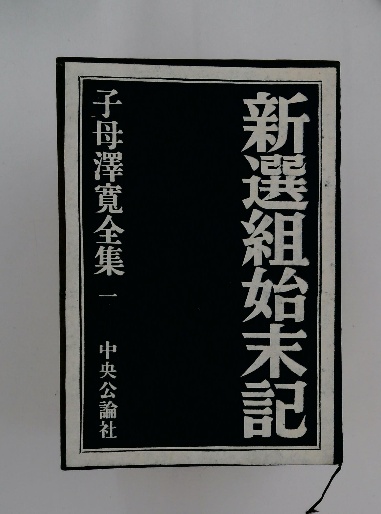 新選組始末記
子母澤寛全集 一
中央公論社